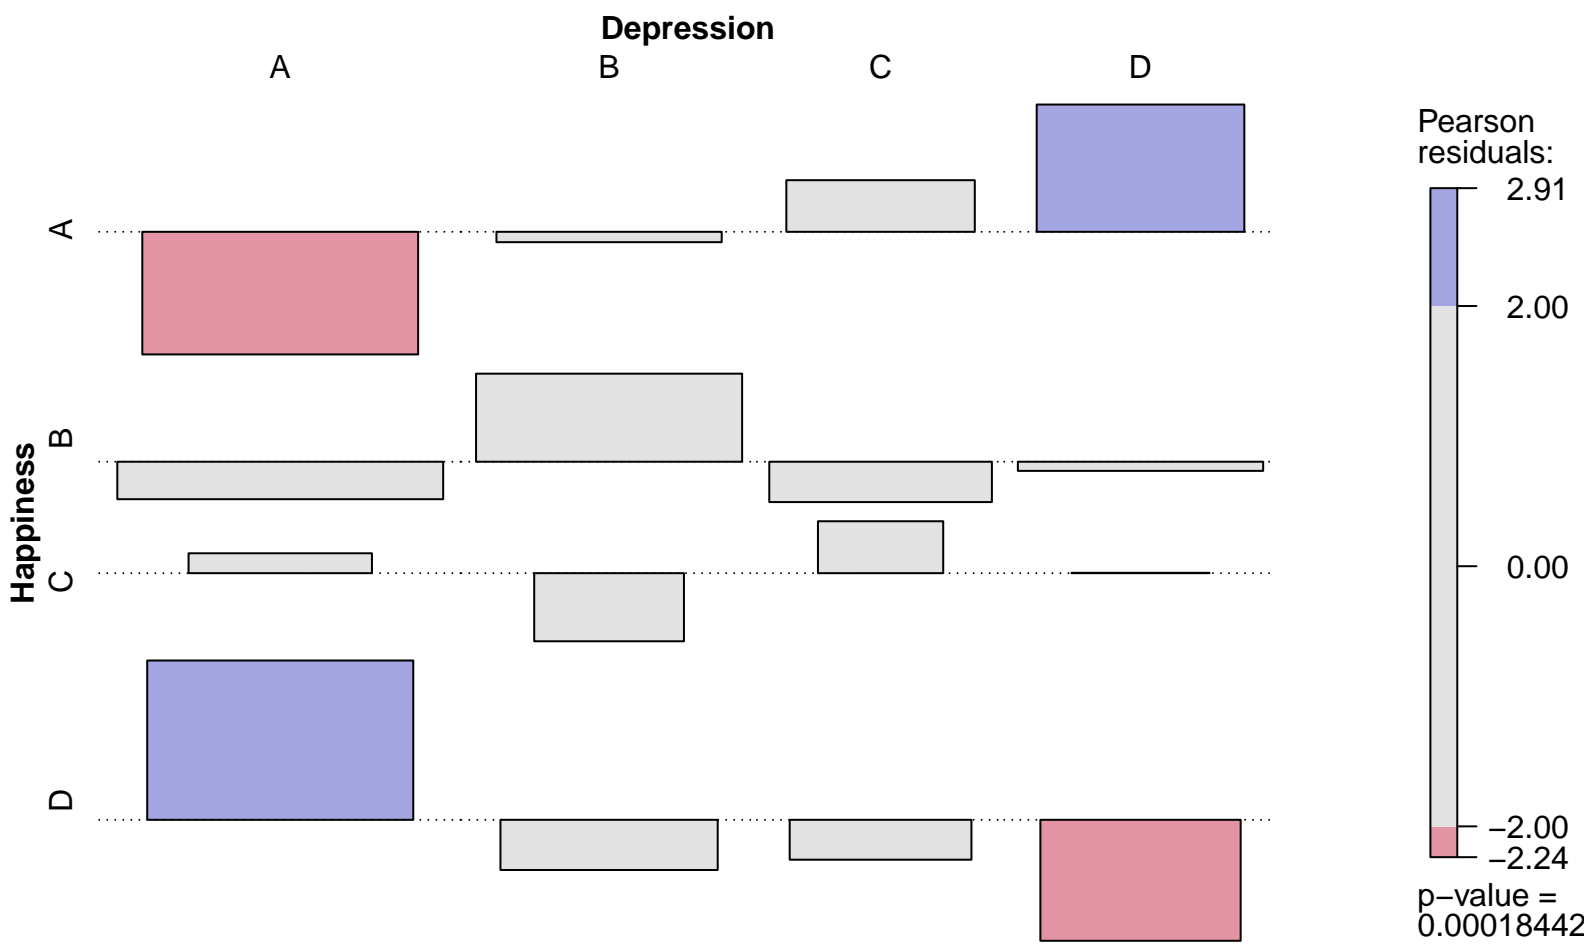 Depression
A B C D
Happiness
A
B
C
D
Pearson
residuals:
2.91
2.00
0.00
−2.00
−2.24
p−value =
0.00018442